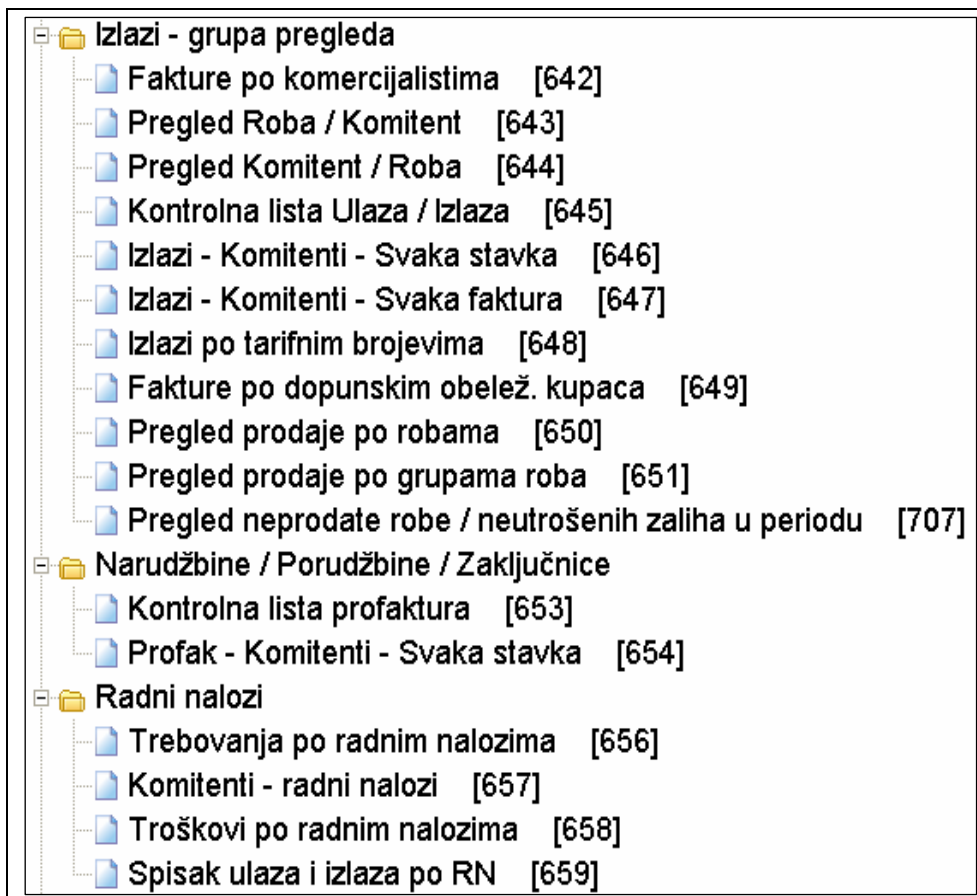 Izlazi - grupa pregleda
Fakture po komercijalistima [642]
Pregled Roba / Komitent [643]
Pregled Komitent / Roba [644]
Kontrolna lista Ulaza / Izlaza [645]
Izlazi - Komitenti - Svaka stavka [646]
Izlazi - Komitenti - Svaka faktura [647]
Izlazi po tarifnim brojevima [648]
Fakture po dopunskim obelež. kupaca [649]
Pregled prodaje po robama [650]
Pregled prodaje po grupama roba [651]
Pregled neprodate robe / neutrošenih zaliha u periodu [707]
Narudžbine / Porudžbine / Zaključnice
Kontrolna lista profaktura [653]
Profak - Komitenti - Svaka stavka [654]
Radni nalozi
Trebovanja po radnim nalozima [656]
Komitenti - radni nalozi [657]
Troškovi po radnim nalozima [658]
Spisak ulaza i izlaza po RN [659]